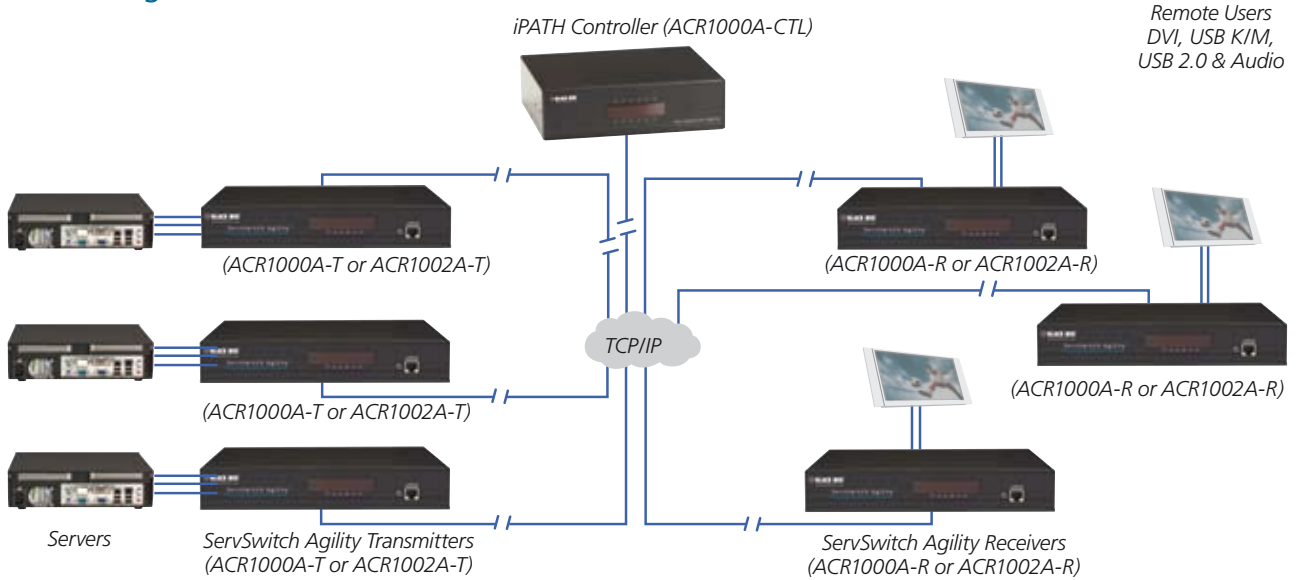 iPATH Controller (ACR1000A-CTL)
Remote Users
DVI, USB K/M,
USB 2.0 & Audio
(ACR1000A-T or ACR1002A-T)
(ACR1000A-R or ACR1002A-R)
TCP/IP
(ACR1000A-T or ACR1002A-T)
(ACR1000A-R or ACR1002A-R)
Servers
ServSwitch Agility Transmitters
(ACR1000A-T or ACR1002A-T)
ServSwitch Agility Receivers
(ACR1000A-R or ACR1002A-R)